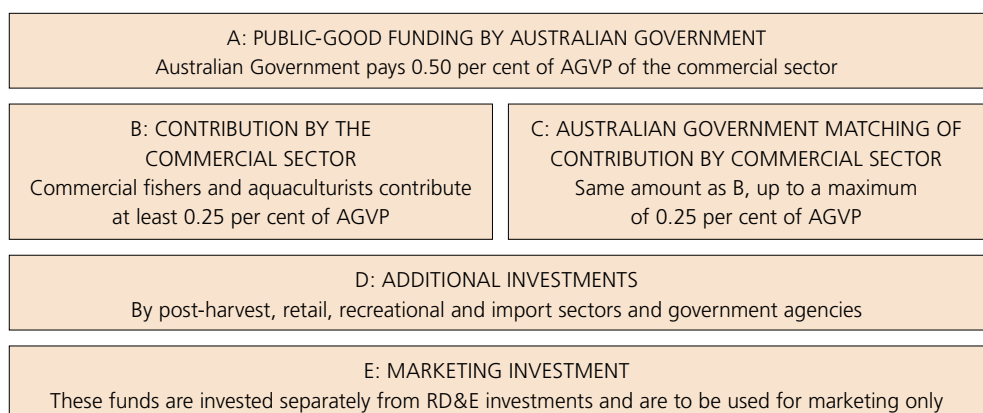 A: PUBLIC-GOOD FUNDING BY AUSTRALIAN GOVERNMENT
Australian Government pays 0.50 per cent of AGVP of the commercial sector
B: CONTRIBUTION BY THE
COMMERCIAL SECTOR
Commercial fishers and aquaculturists contribute
at least 0.25 per cent of AGVP
C: AUSTRALIAN GOVERNMENT MATCHING OF
CONTRIBUTION BY COMMERCIAL SECTOR
Same amount as B, up to a maximum
of 0.25 per cent of AGVP
D: ADDITIONAL INVESTMENTS
By post-harvest, retail, recreational and import sectors and government agencies
E: MARKETING INVESTMENT
These funds are invested separately from RD&E investments and are to be used for marketing only